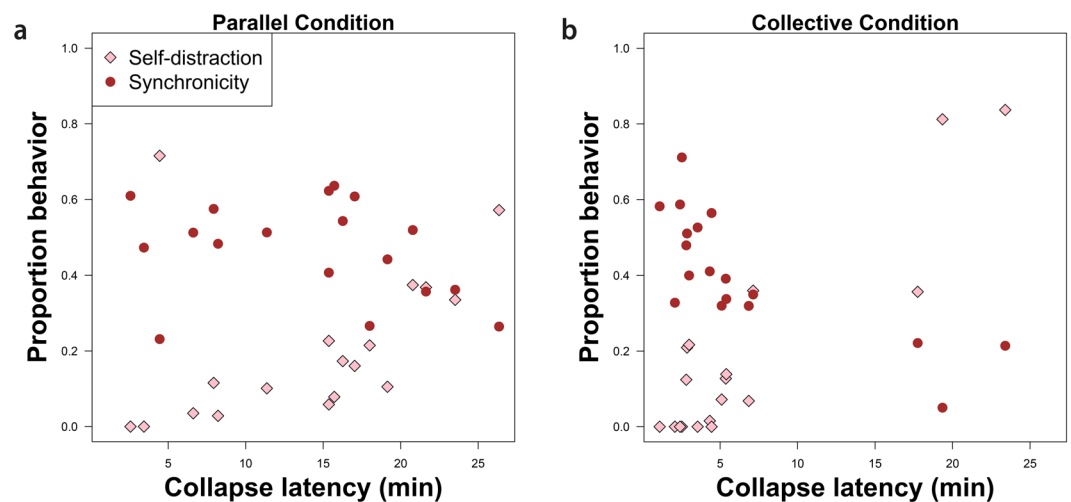 a
Parallel Condition
Self-distraction
Synchronicity
Proportion behavior
1.0
0.8
0.6
0.4
0.2
0.0
5 10 15 20 25
Collapse latency (min)
b
Collective Condition
Proportion behavior
1.0
0.8
0.6
0.4
0.2
0.0
5 10 15 20 25
Collapse latency (min)